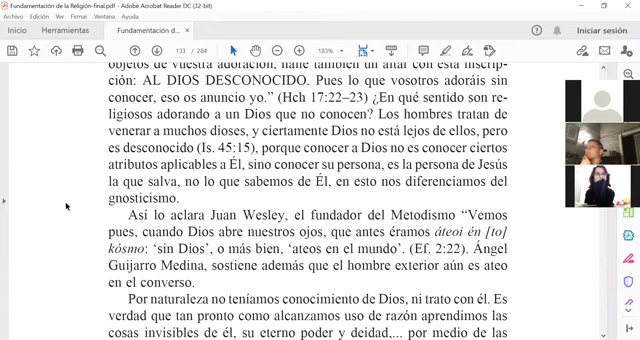 Fundamentación de la Religión-final.pdf - Adobe Acrobat Reader DC (32-bit)
Archivo Edición Ver Firmar Ventana Ayuda
Inicio Herramientas Fundamentación d... × Iniciar sesión
133 / 284 183%
objetos de vuestra adoración, hallé también un altar con esta inscrip-
ción: AL DIOS DESCONOCIDO. Pues lo que vosotros adoráis sin
conocer, eso os anuncio yo.” (Hch 17:22–23) ¿En qué sentido son re-
ligiosos adorando a un Dios que no conocen? Los hombres tratan de
venerar a muchos dioses, y ciertamente Dios no está lejos de ellos, pero
es desconocido (Is. 45:15), porque conocer a Dios no es conocer ciertos
atributos aplicables a Él, sino conocer su persona, es la persona de Jesús
la que salva, no lo que sabemos de Él, en esto nos diferenciamos del
gnosticismo.
Así lo aclara Juan Wesley, el fundador del Metodismo “Vemos
pues, cuando Dios abre nuestros ojos, que antes éramos áteoi én [to]
kósmo: ‘sin Dios’, o más bien, ‘ateos en el mundo’. (Ef. 2:22). Ángel
Guijarro Medina, sostiene además que el hombre exterior aún es ateo
en el converso.
Por naturaleza no teníamos conocimiento de Dios, ni trato con él. Es
verdad que tan pronto como alcanzamos uso de razón aprendimos las
cosas invisibles de él, su eterno poder y deidad,... por medio de las